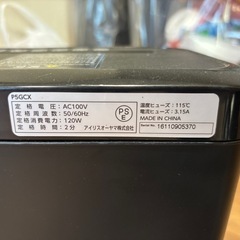 P5GCX
定格電圧：AC100V
定格周波数：50/60Hz
定格消費電力：120W
定格時間：2分
アイリスオーヤマ株式会社
PSE
温度ヒューズ：115℃
電流ヒューズ：3.15A
MADE IN CHINA
Serial No. 16110905370